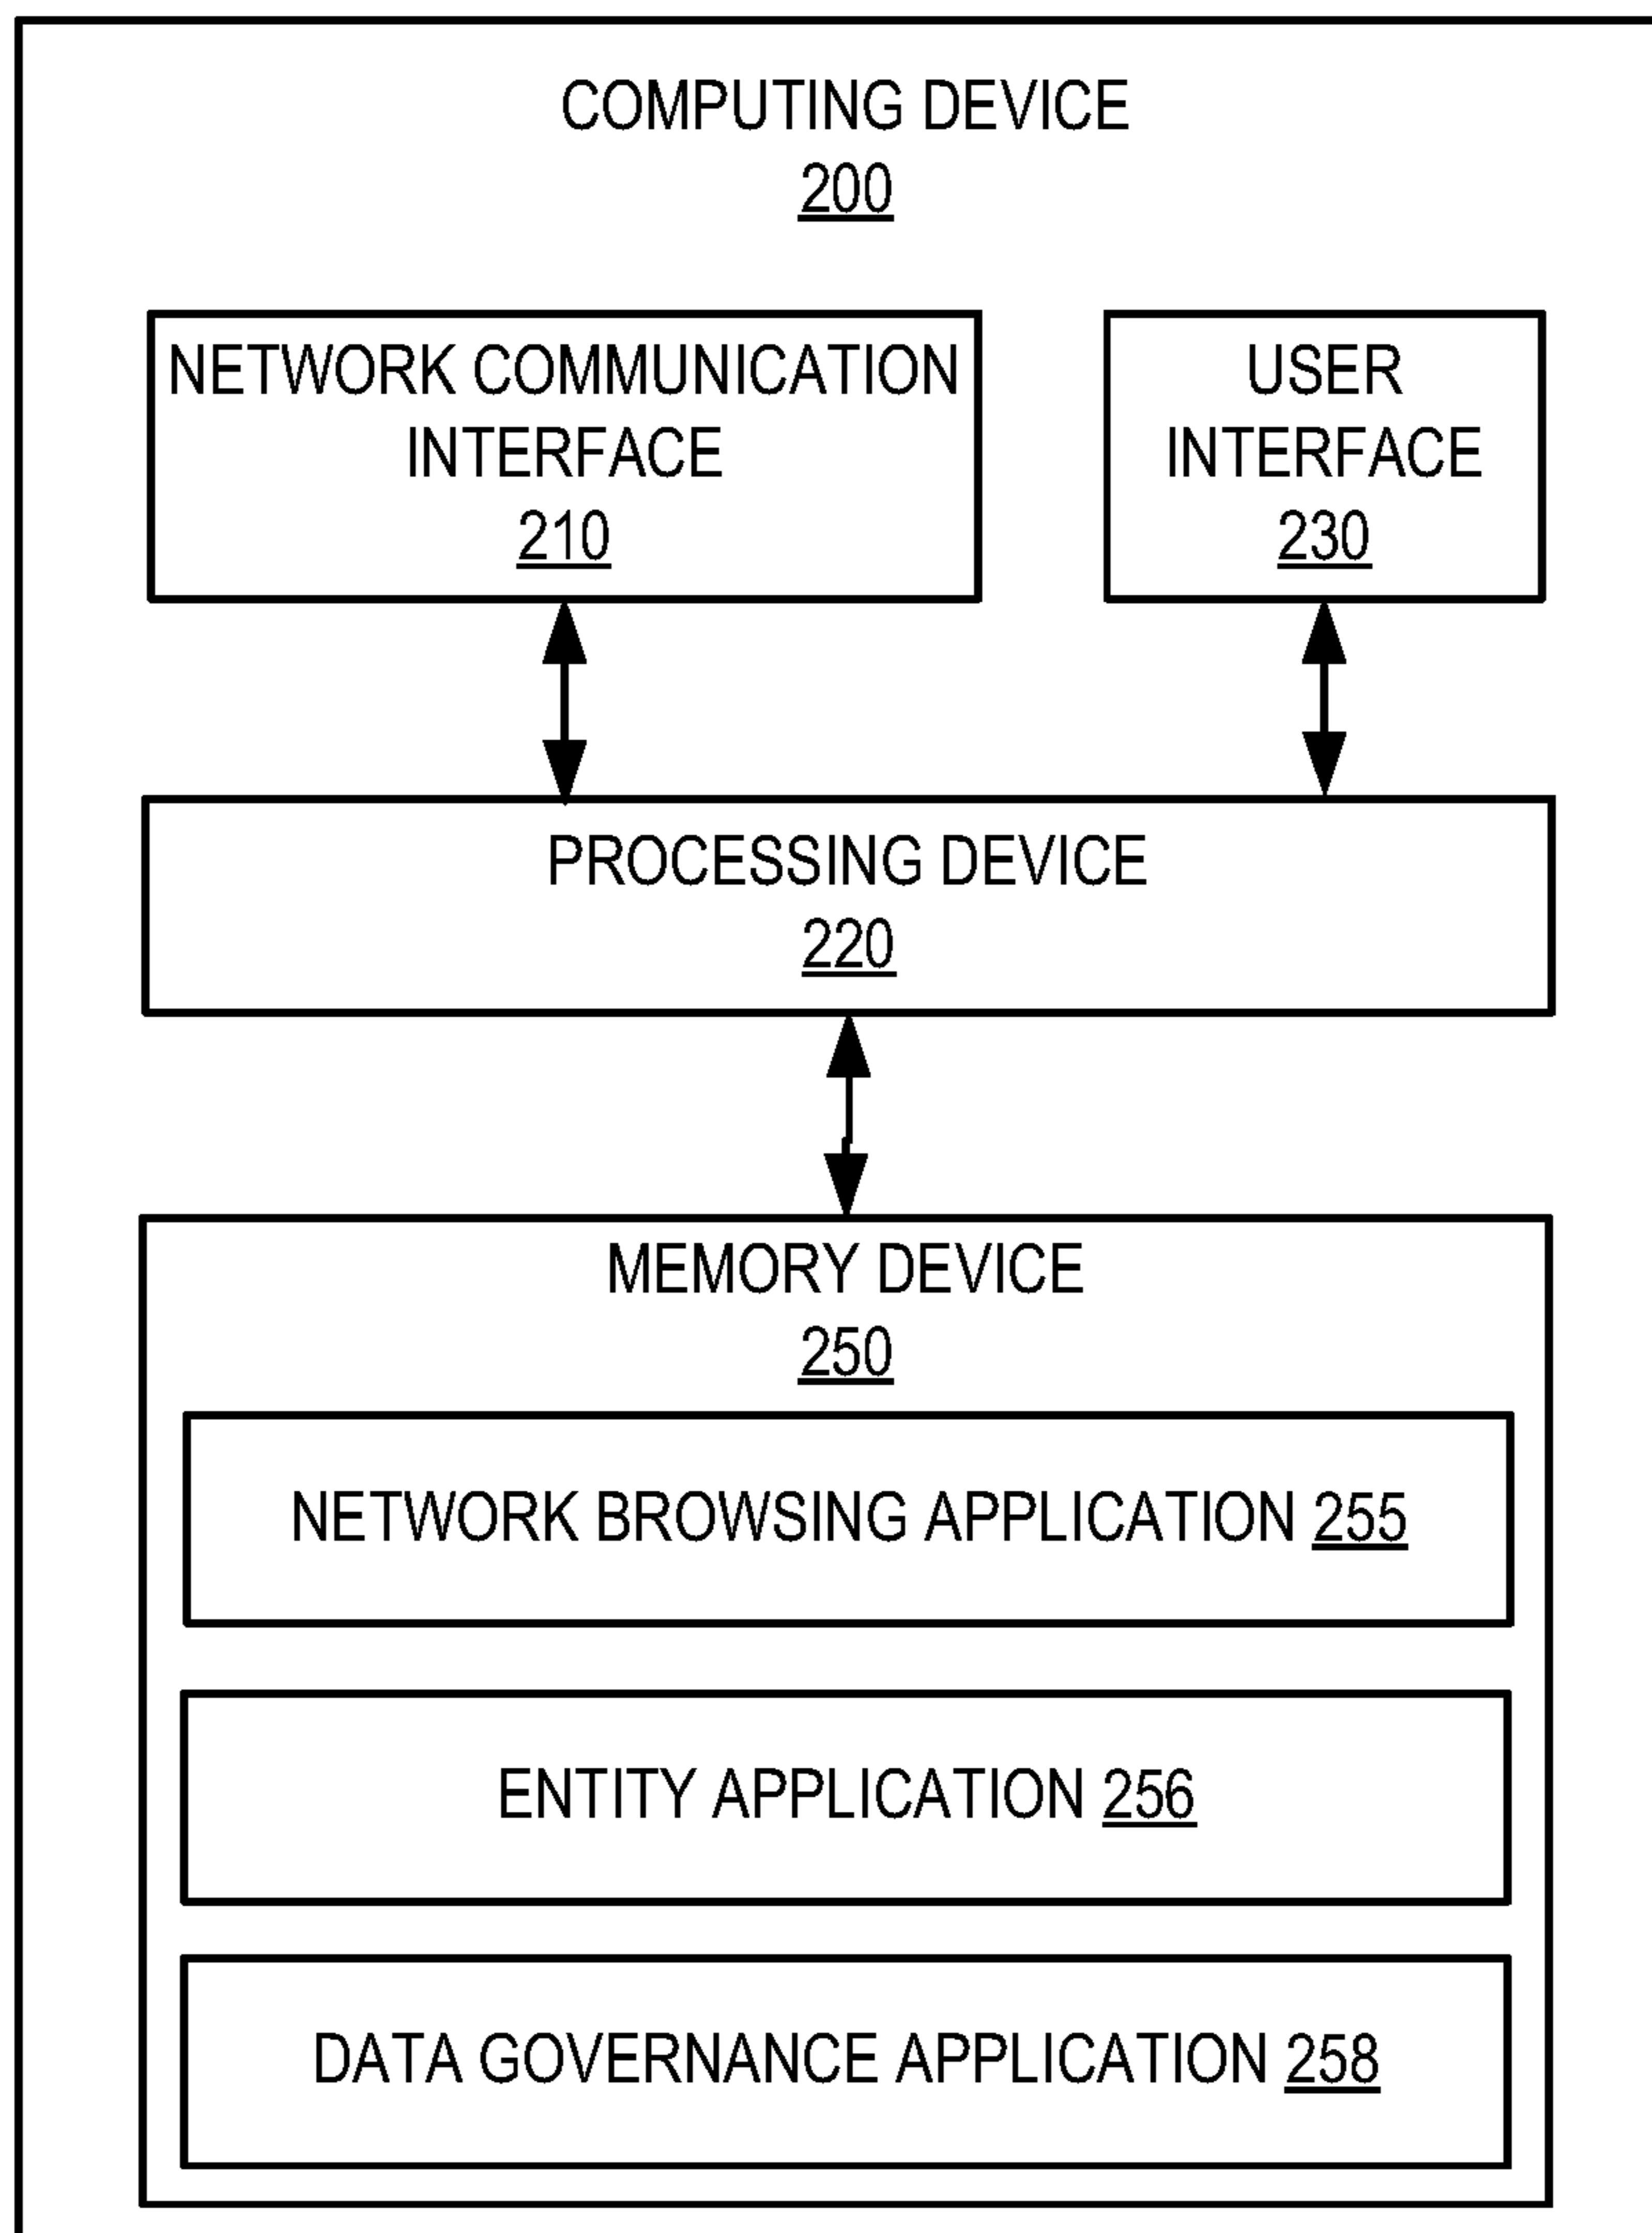 COMPUTING DEVICE
200
NETWORK COMMUNICATION
INTERFACE
210
USER
INTERFACE
230
PROCESSING DEVICE
220
MEMORY DEVICE
250
NETWORK BROWSING APPLICATION 255
ENTITY APPLICATION 256
DATA GOVERNANCE APPLICATION 258